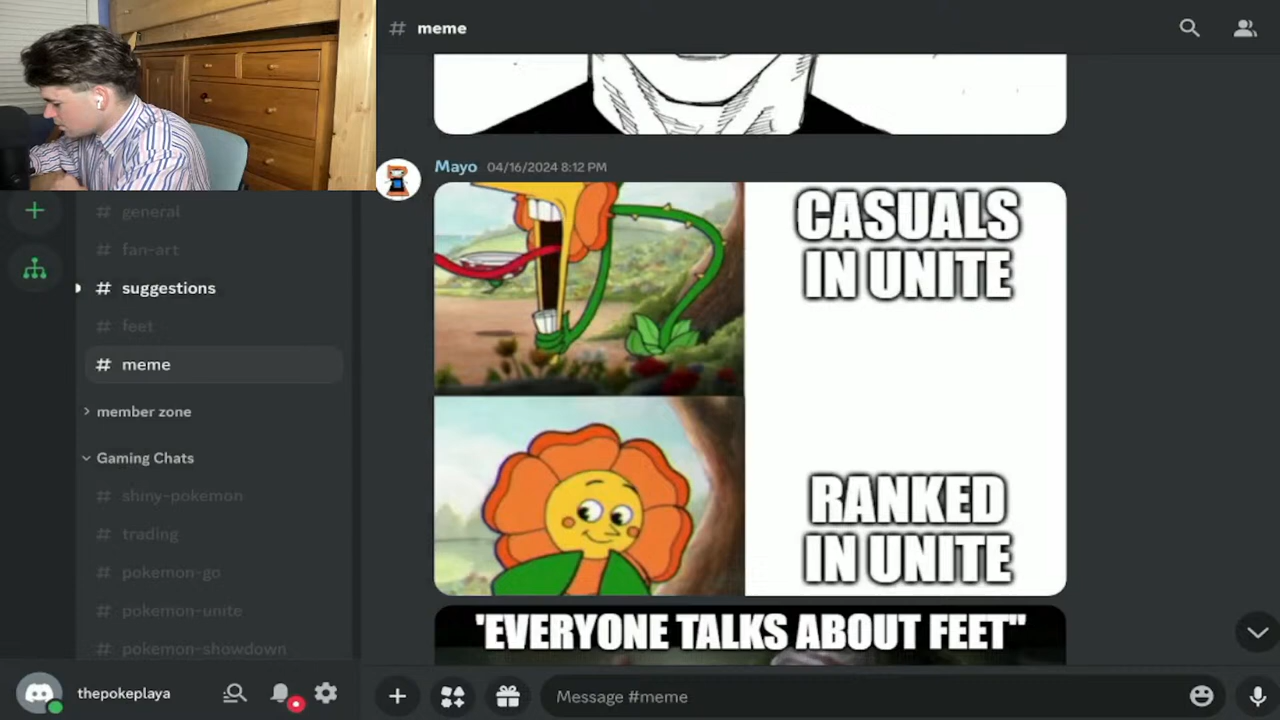 # meme
Mayo 04/16/2024 8:12 PM
CASUALS
IN UNITE
RANKED
IN UNITE
'EVERYONE TALKS ABOUT FEET"
# general
# fan-art
# suggestions
# feet
# meme
member zone
Gaming Chats
# shiny-pokemon
# trading
# pokemon-go
# pokemon-unite
# pokemon-showdown
thepokeplaya
Message #meme